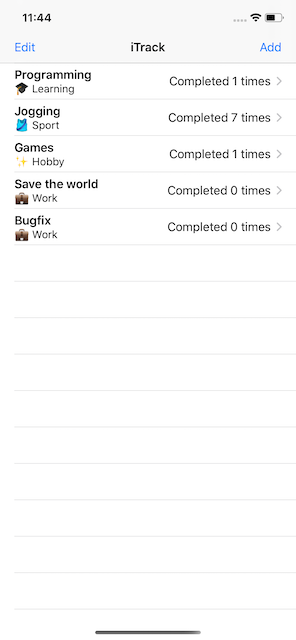 11:44
Edit iTrack Add
Programming
🎓 Learning
Completed 1 times
Jogging
🎽 Sport
Completed 7 times
Games
✨ Hobby
Completed 1 times
Save the world
💼 Work
Completed 0 times
Bugfix
💼 Work
Completed 0 times